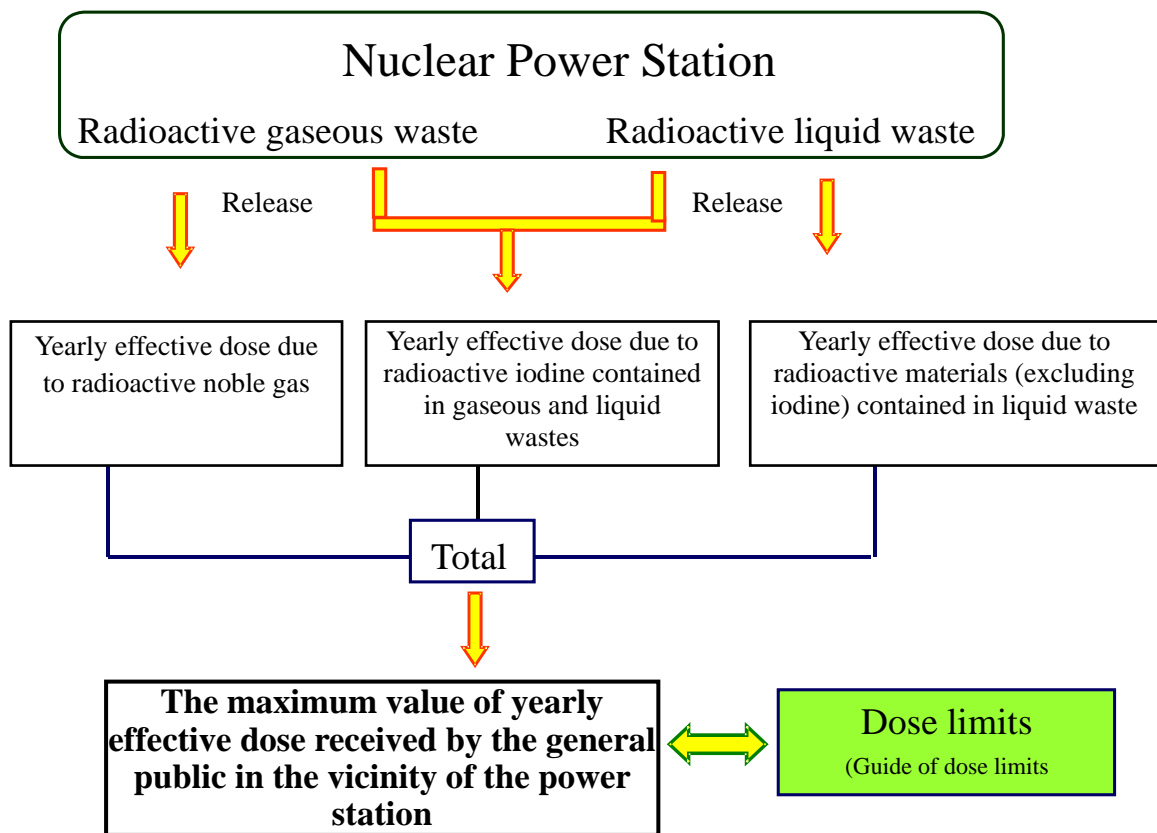 Nuclear Power Station
Radioactive gaseous waste
Radioactive liquid waste
Release
Release
Yearly effective dose due
to radioactive noble gas
Yearly effective dose due to
radioactive iodine contained
in gaseous and liquid
wastes
Yearly effective dose due to
radioactive materials (excluding
iodine) contained in liquid waste
Total
The maximum value of yearly
effective dose received by the general
public in the vicinity of the power
station
Dose limits
(Guide of dose limits